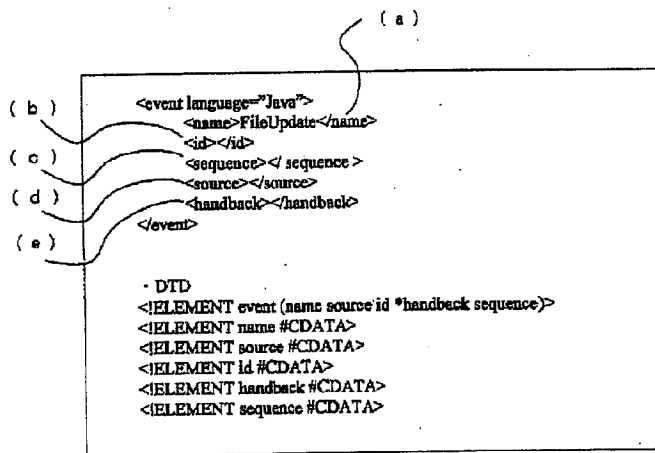 ( a )
<event language="Java">
( b )
<name>FileUpdate</name>
<id></id>
( c )
<sequence></ sequence >
( d )
<source></source>
( e )
<handback></handback>
</event>
・DTD
<!ELEMENT event (name source id *handback sequence)>
<!ELEMENT name #CDATA>
<!ELEMENT source #CDATA>
<!ELEMENT id #CDATA>
<!ELEMENT handback #CDATA>
<!ELEMENT sequence #CDATA>